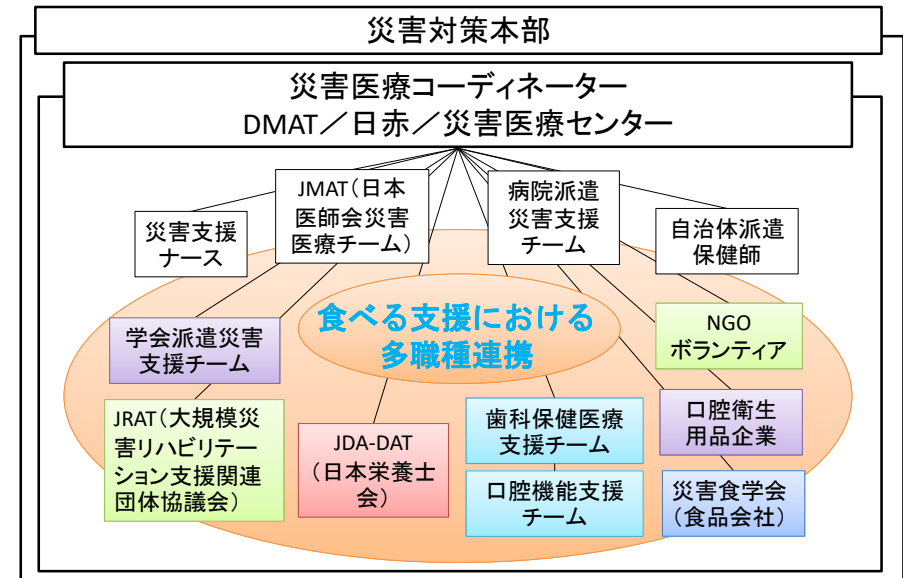 災害対策本部
災害医療コーディネーター
DMAT／日赤／災害医療センター
災害支援
ナース
JMAT（日本
医師会災害
医療チーム）
病院派遣
災害支援
チーム
自治体派遣
保健師
食べる支援における
多職種連携
学会派遣災害
支援チーム
NGO
ボランティア
JRAT（大規模災
害リハビリテー
ション支援関連
団体協議会）
JDA-DAT
（日本栄養士
会）
歯科保健医療
支援チーム
口腔機能支援
チーム
口腔衛生
用品企業
災害食学会
（食品会社）